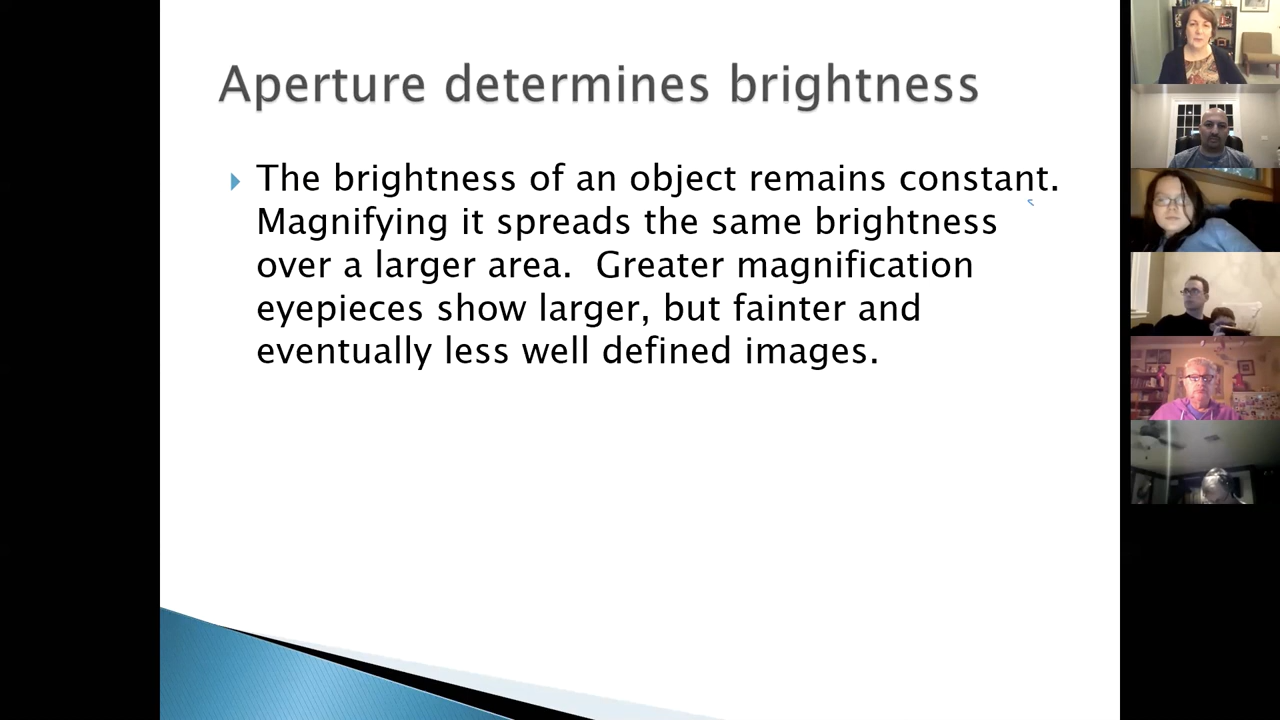 Aperture determines brightness
The brightness of an object remains constant.
Magnifying it spreads the same brightness
over a larger area.  Greater magnification
eyepieces show larger, but fainter and
eventually less well defined images.